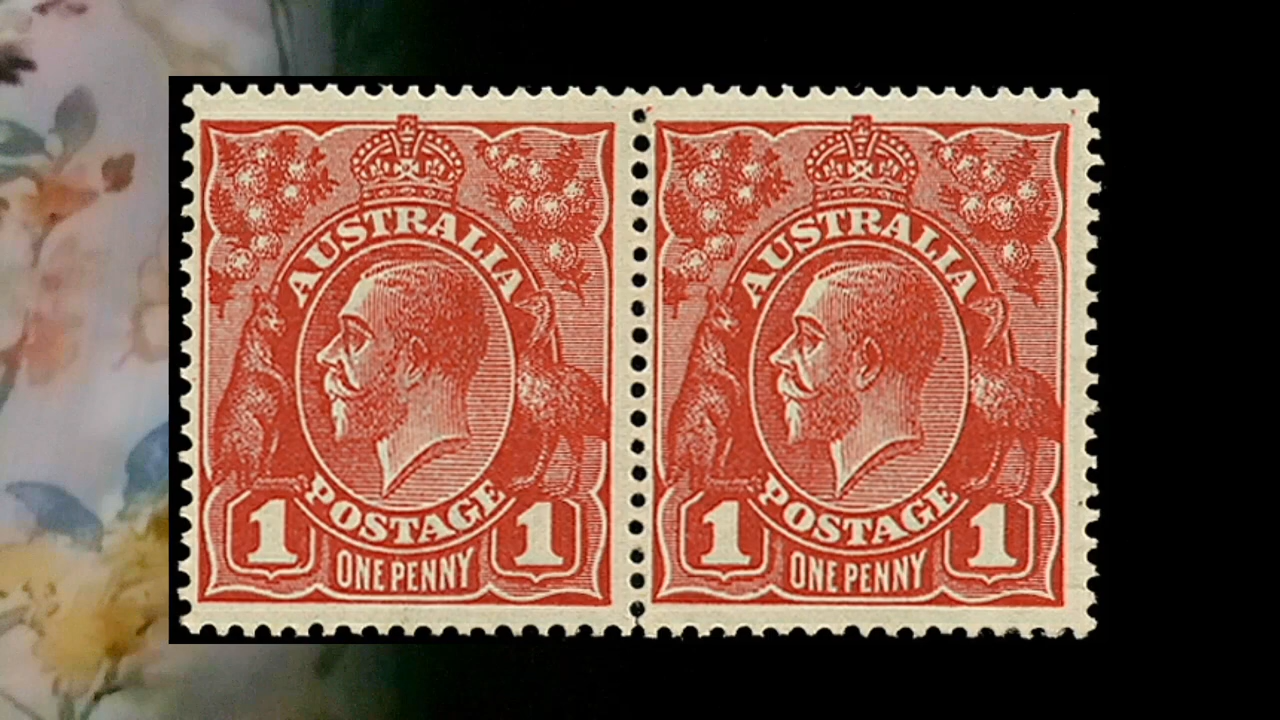 AUSTRALIA
POSTAGE
1 ONE PENNY 1
AUSTRALIA
POSTAGE
1 ONE PENNY 1